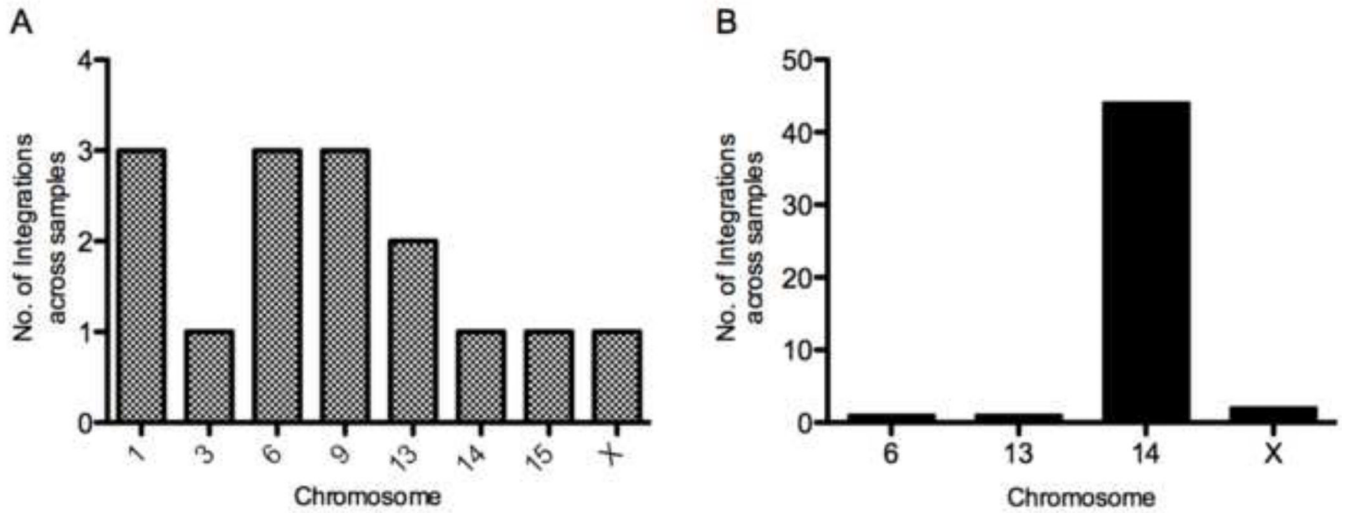 A
No. of Integrations
across samples
4
3
2
1
0
1 3 6 9 13 14 15 X
Chromosome
B
No. of Integrations
across samples
50
40
30
20
10
0
6 13 14 X
Chromosome